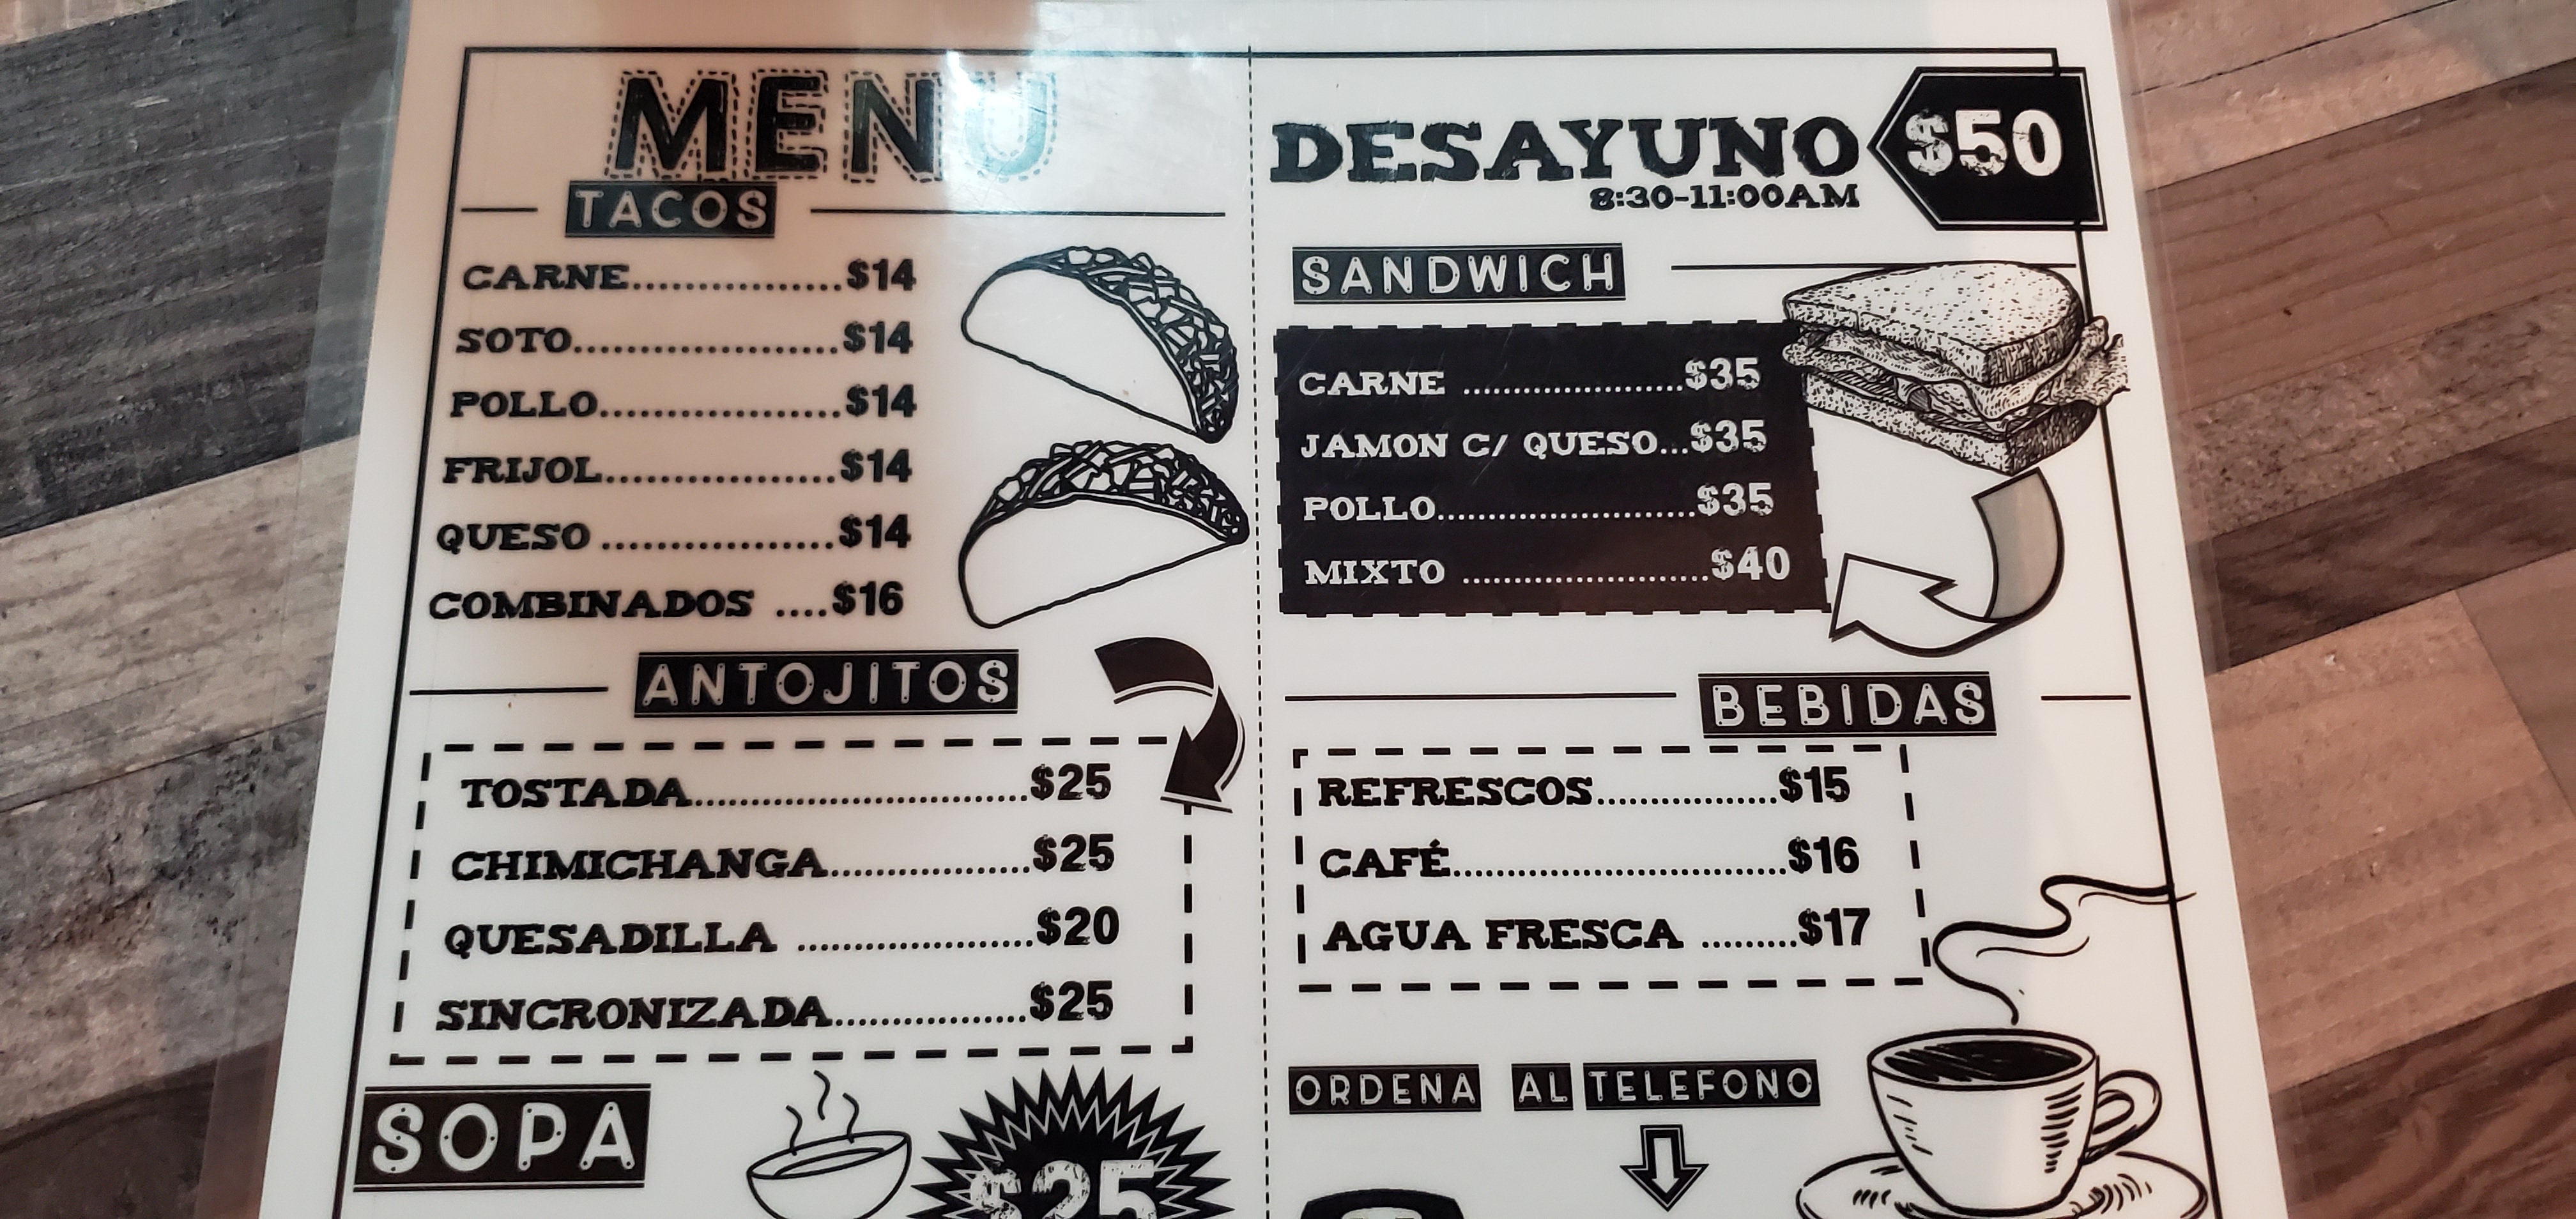 MENU
TACOS
CARNE................$14
SOTO.....................$14
POLLO...................$14
FRIJOL..................$14
QUESO ..................$14
COMBINADOS ....$16
ANTOJITOS
TOSTADA.................................$25
CHIMICHANGA....................$25
QUESADILLA .......................$20
SINCRONIZADA...................$25
SOPA
$25
DESAYUNO
8:30-11:00AM
$50
SANDWICH
CARNE ......................$35
JAMON C/ QUESO...$35
POLLO.........................$35
MIXTO ........................$40
BEBIDAS
REFRESCOS..................$15
CAFÉ.................................$16
AGUA FRESCA .........$17
ORDENA AL TELEFONO